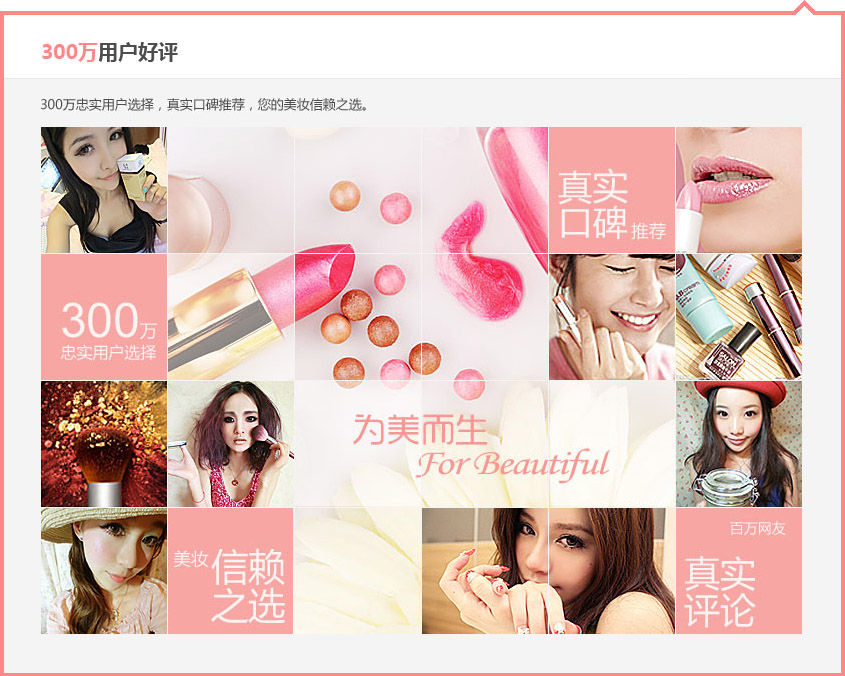 300万用户好评
300万忠实用户选择，真实口碑推荐，您的美妆信赖之选。
真实
口碑 推荐
300万
忠实用户选择
为美而生
For Beautiful
美妆 信赖
之选
百万网友
真实
评论